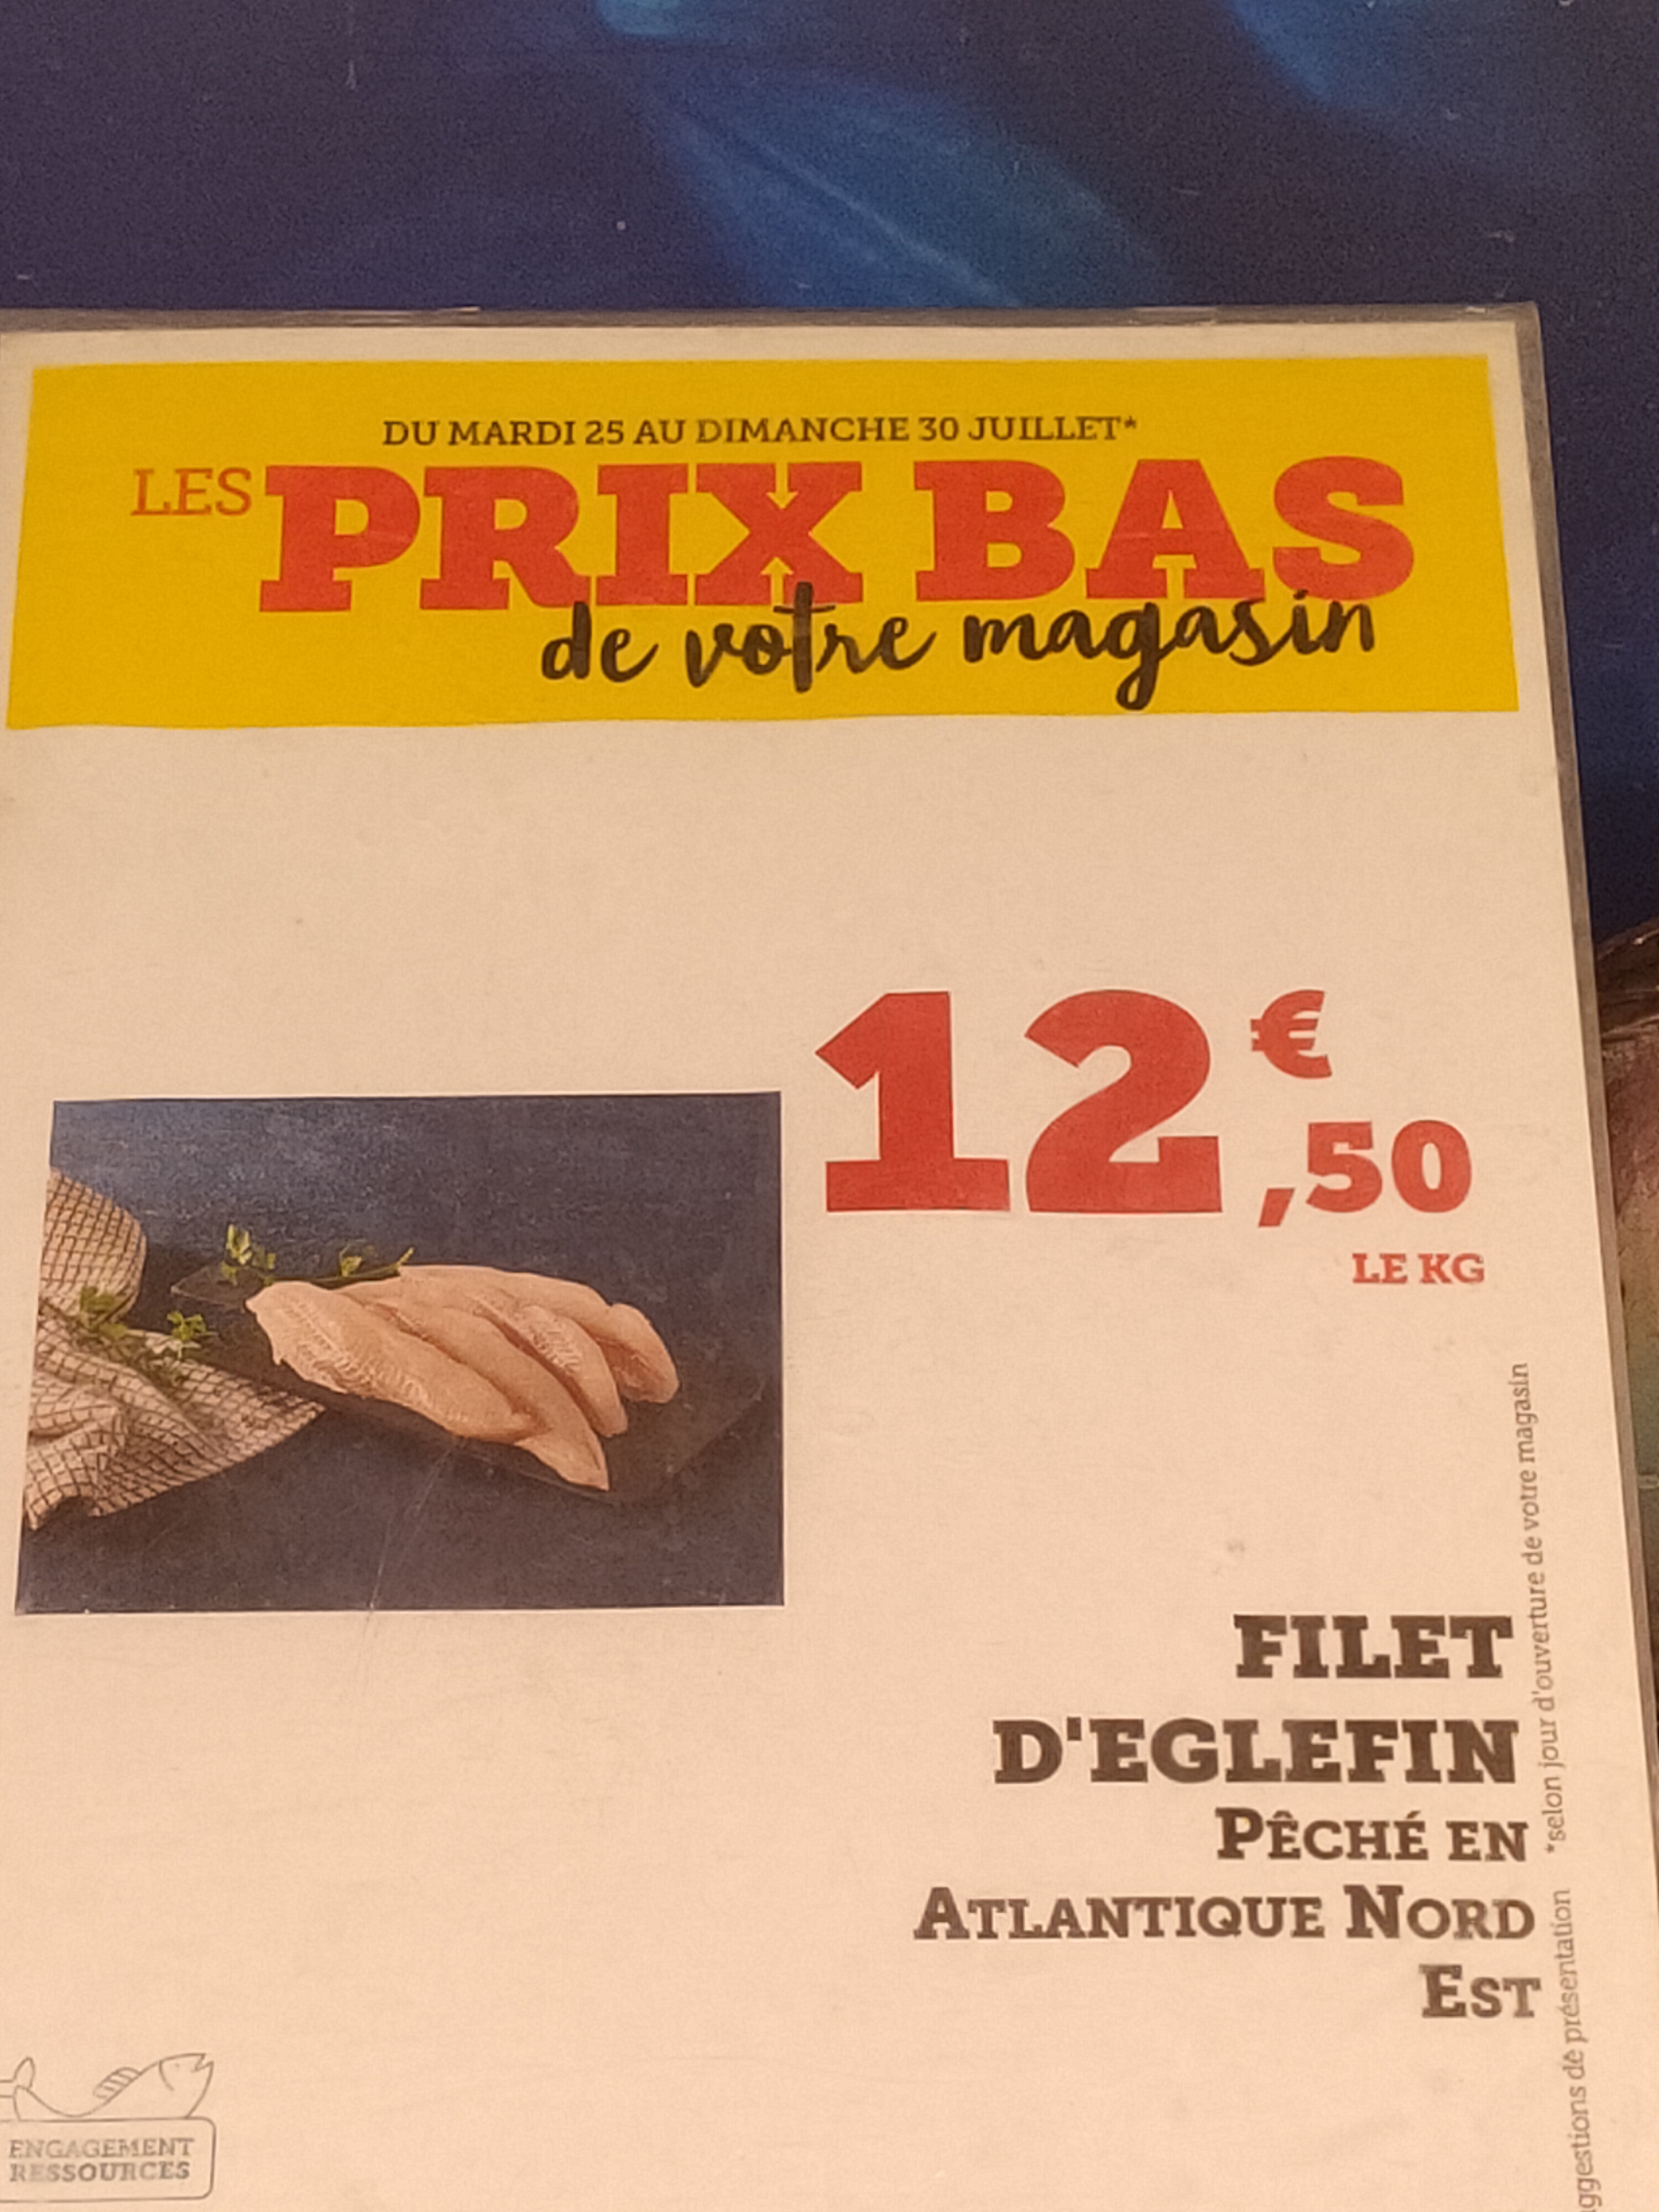 DU MARDI 25 AU DIMANCHE 30 JUILLET*
LES PRIX BAS
de votre magasin
12€,50
LE KG
FILET
D'EGLEFIN
PÊCHÉ EN
ATLANTIQUE NORD
EST
*selon jour d'ouverture de votre magasin
de présentation
ENGAGEMENT
RESSOURCES